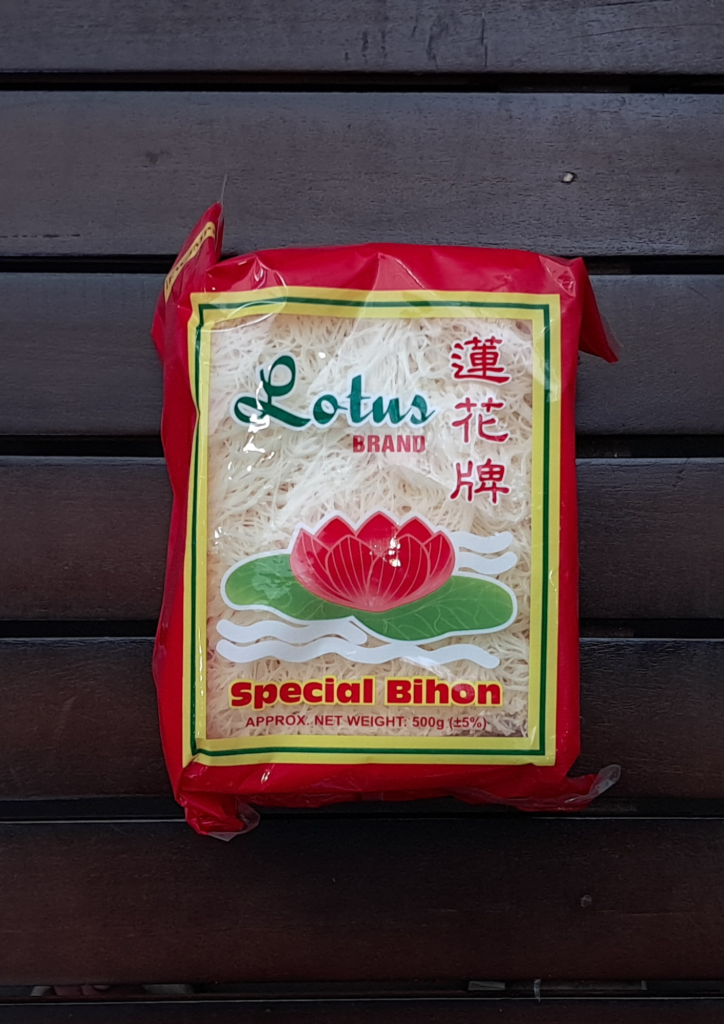 Lotus
BRAND
蓮花牌
Special Bihon
APPROX. NET WEIGHT: 500g (±5%)